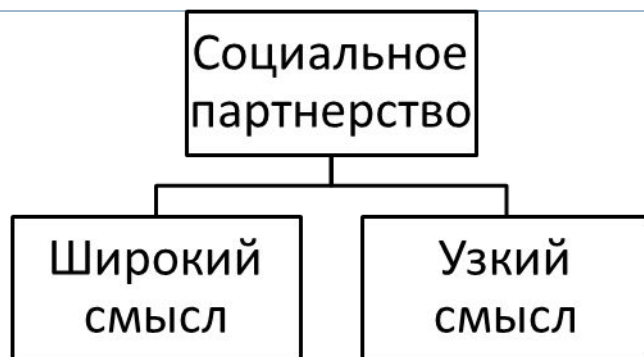 Социальное
партнерство
Широкий
смысл
Узкий
смысл